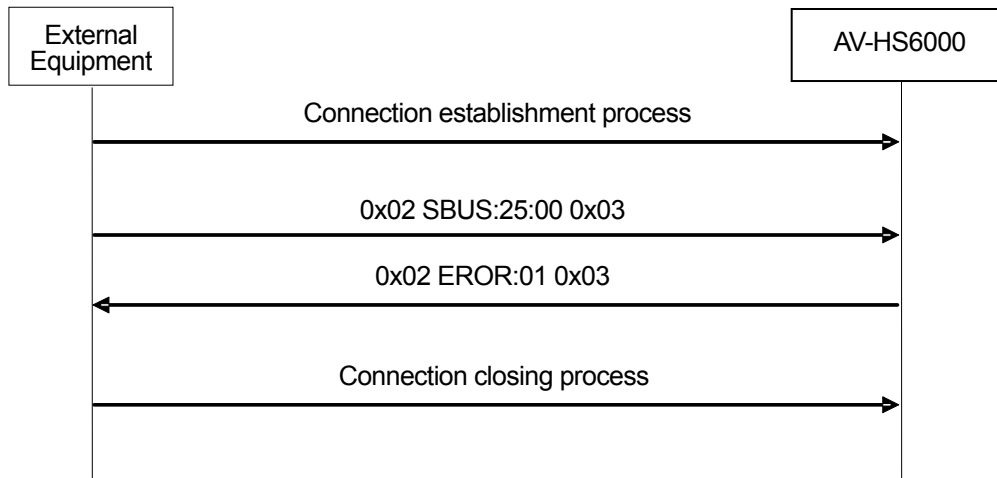 External
Equipment
AV-HS6000
Connection establishment process
0x02 SBUS:25:00 0x03
0x02 EROR:01 0x03
Connection closing process